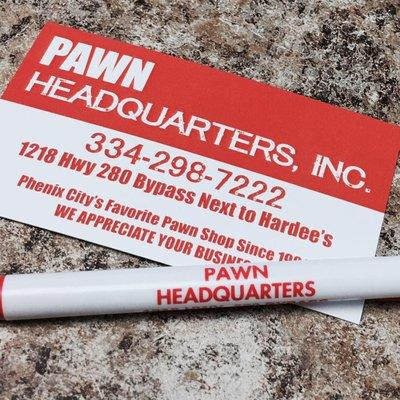 PAWN
HEADQUARTERS, INC.
334-298-7222
1218 Hwy 280 Bypass Next to Hardee's
Phenix City's Favorite Pawn Shop Since
WE APPRECIATE YOUR
PAWN
HEADQUARTERS